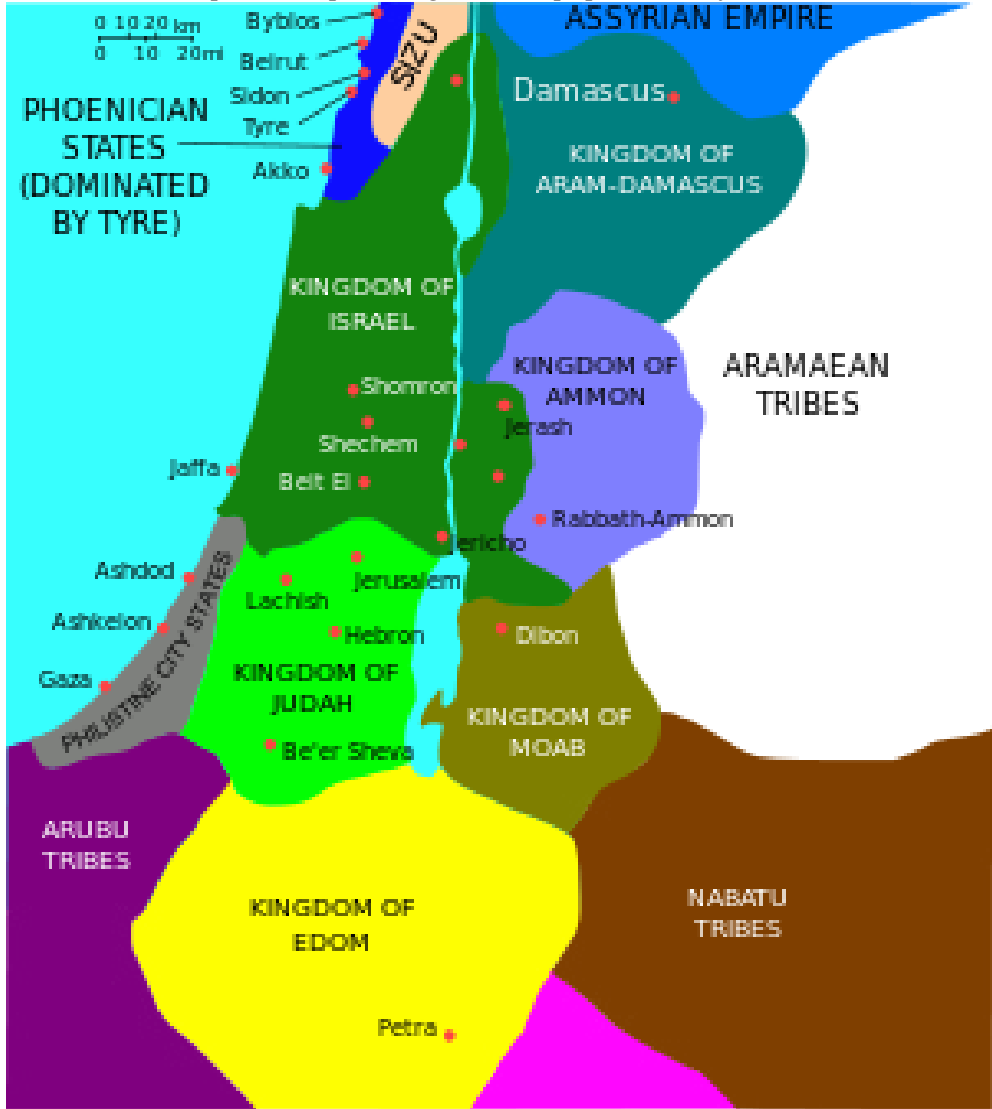 0 10 20 km
0 10 20mi
Byblos
Beirut
Sidon
Tyre
Akko
SIZU
ASSYRIAN EMPIRE
PHOENICIAN
STATES
(DOMINATED
BY TYRE)
Damascus
KINGDOM OF
ARAM-DAMASCUS
KINGDOM OF
ISRAEL
KINGDOM OF
AMMON
ARAMAEAN
TRIBES
Shomron
Shechem
Jerash
Jaffa
Beit El
Rabbath-Ammon
Jericho
Ashdod
Jerusalem
Lachish
Ashkelon
Hebron
Dibon
Gaza
PHILISTINE CITY STATES
KINGDOM OF
JUDAH
KINGDOM OF
MOAB
Be'er Sheva
ARUBU
TRIBES
NABATU
TRIBES
KINGDOM OF
EDOM
Petra